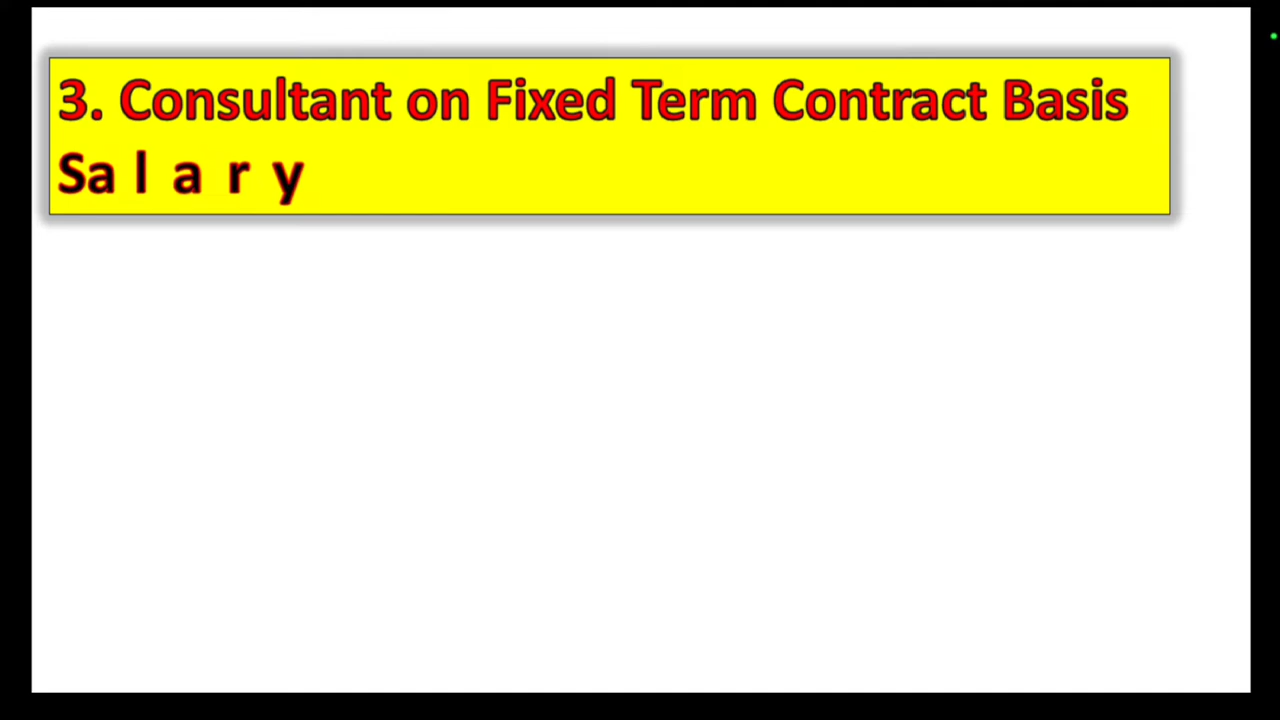 3. Consultant on Fixed Term Contract Basis
Sa l a r y